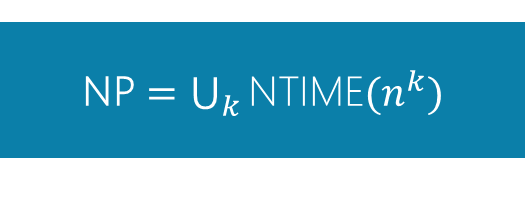 NP = ∪ₖ NTIME(nᵏ)